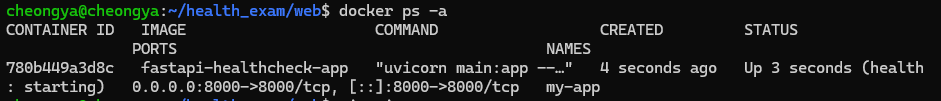 cheongya@cheongya:~/health_exam/web$ docker ps -a
CONTAINER ID   IMAGE                     COMMAND                  CREATED         STATUS
                PORTS                                         NAMES
780b449a3d8c   fastapi-healthcheck-app   "uvicorn main:app --…"   4 seconds ago   Up 3 seconds (health
: starting)   0.0.0.0:8000->8000/tcp, [::]:8000->8000/tcp   my-app